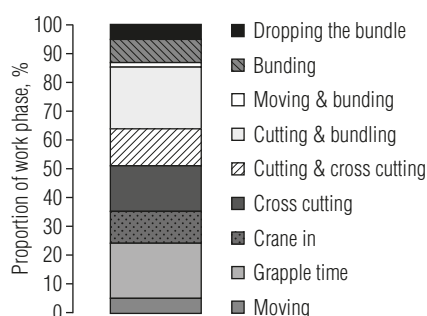 Proportion of work phase, %
100
90
80
70
60
50
40
30
20
10
0
Dropping the bundle
Bunding
Moving & bunding
Cutting & bundling
Cutting & cross cutting
Cross cutting
Crane in
Grapple time
Moving